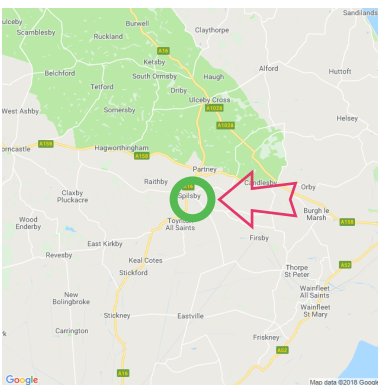 Sandilands
ulceby
Burwell
Scamblesby
Ruckland
Claythorpe
A16
Ketsby
Belchford
South Ormsby
Haugh
Alford
Huttoft
Tetford
Driby
Ulceby Cross
West Ashby
Somersby
A1028
Helsey
A1028
orncastle
A158
Hagworthingham
A158
Partney
Raithby
Candlesby
Orby
A16
Claxby
Pluckacre
Spilsby
Burgh le
Marsh
A158
Wood
Enderby
Toynton
All Saints
Firsby
East Kirkby
Revesby
Keal Cotes
Stickford
Thorpe
St Peter
A52
New
Bolingbroke
Wainfleet
All Saints
Wainfleet
St Mary
Stickney
Eastville
Carrington
Friskney
A52
A16
Google
Map data ©2018 Google